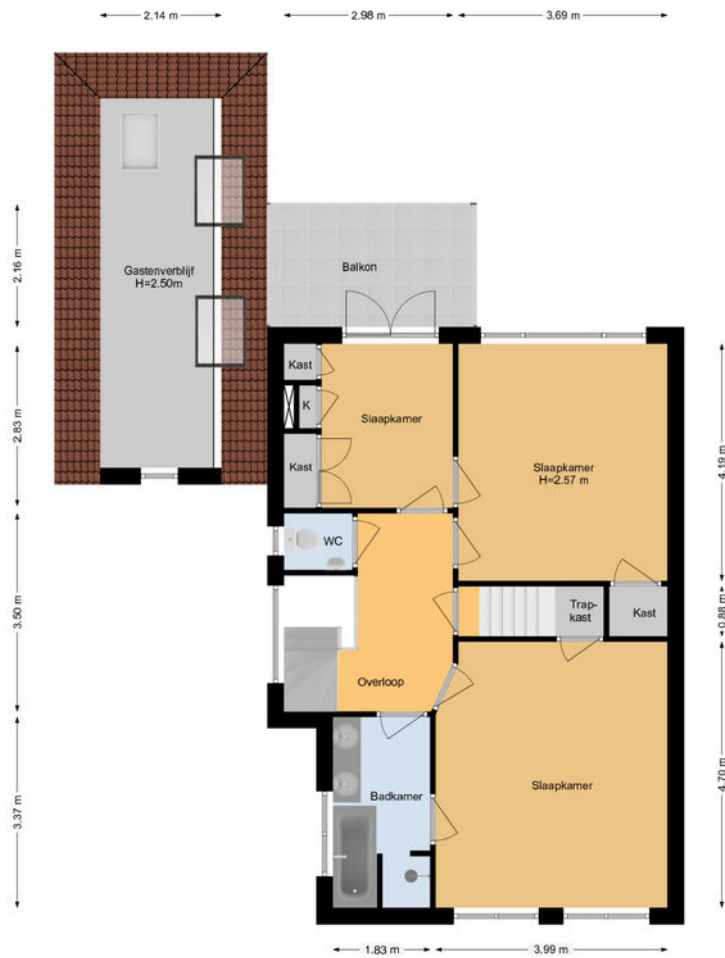 2.14 m
2.98 m
3.69 m
2.16 m
Gastenverblijf
H=2.50m
Balkon
2.83 m
Kast
K
Kast
Slaapkamer
Slaapkamer
H=2.57 m
4.19 m
WC
3.50 m
Trap-
kast
Kast
0.88 m
Overloop
3.37 m
Badkamer
Slaapkamer
4.70 m
1.83 m
3.99 m